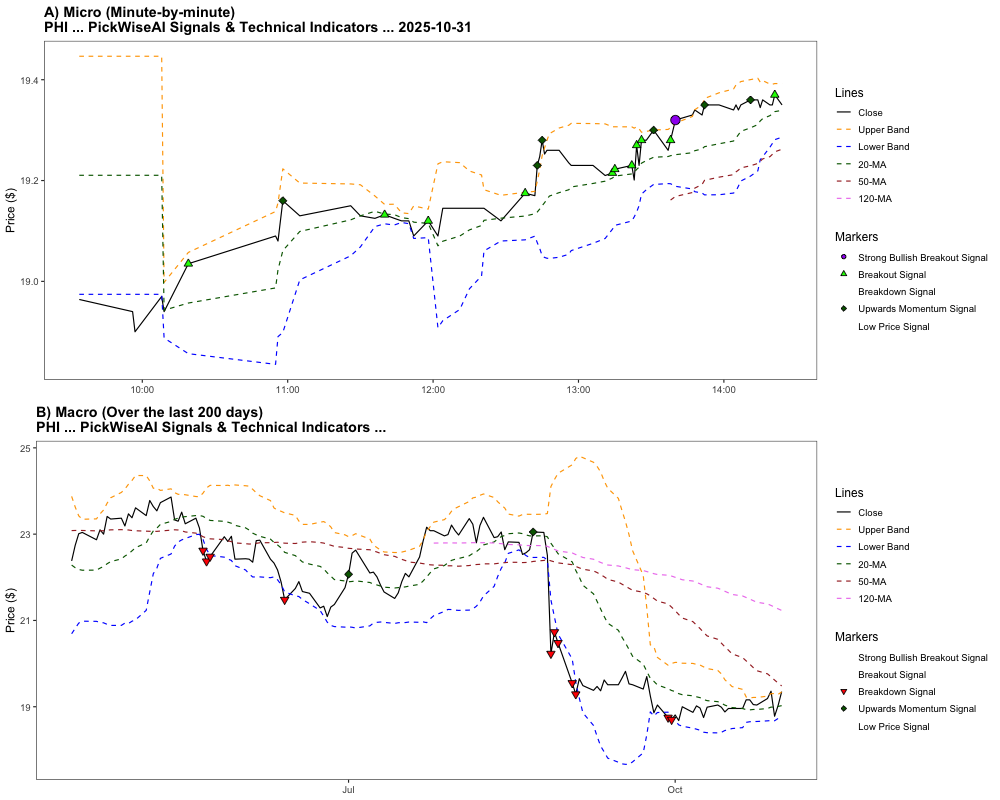 A) Micro (Minute-by-minute)
PHI ... PickWiseAI Signals & Technical Indicators ... 2025-10-31
Price ($)
19.4
19.2
19.0
10:00
11:00
12:00
13:00
14:00
Lines
Close
Upper Band
Lower Band
20-MA
50-MA
120-MA
Markers
Strong Bullish Breakout Signal
Breakout Signal
Breakdown Signal
Upwards Momentum Signal
Low Price Signal
B) Macro (Over the last 200 days)
PHI ... PickWiseAI Signals & Technical Indicators ...
Price ($)
25
23
21
19
Jul
Oct
Lines
Close
Upper Band
Lower Band
20-MA
50-MA
120-MA
Markers
Strong Bullish Breakout Signal
Breakout Signal
Breakdown Signal
Upwards Momentum Signal
Low Price Signal